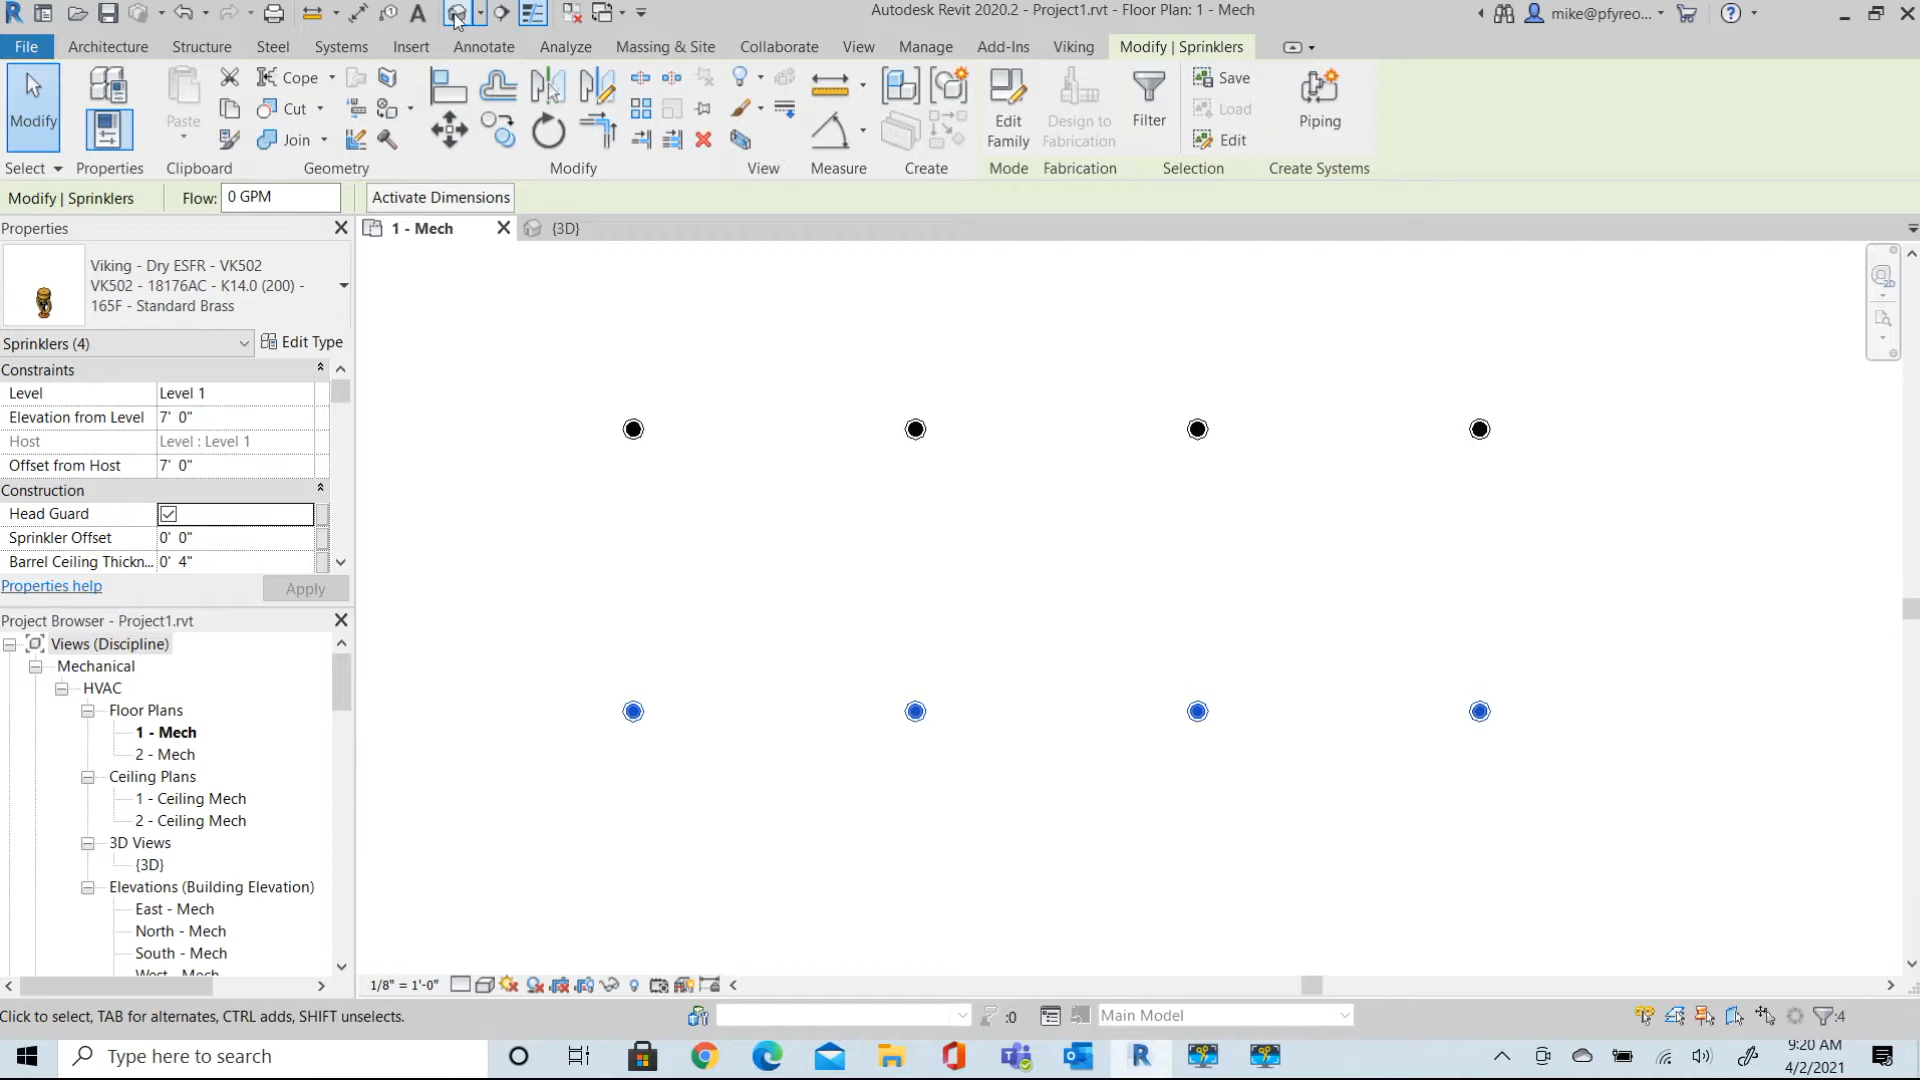 Autodesk Revit 2020.2 - Project1.rvt - Floor Plan: 1 - Mech
mike@pfyreo...
File Architecture Structure Steel Systems Insert Annotate Analyze Massing & Site Collaborate View Manage Add-Ins Viking Modify | Sprinklers
Modify
Paste
Cope
Cut
Join
Edit Family
Design to Fabrication
Filter
Save
Load
Edit
Piping
Select Properties Clipboard Geometry Modify View Measure Create Mode Fabrication Selection Create Systems
Modify | Sprinklers Flow: 0 GPM Activate Dimensions
Properties
1 - Mech {3D}
Viking - Dry ESFR - VK502
VK502 - 18176AC - K14.0 (200) -
165F - Standard Brass
Sprinklers (4) Edit Type
Constraints
Level Level 1
Elevation from Level 7' 0"
Host Level : Level 1
Offset from Host 7' 0"
Construction
Head Guard
Sprinkler Offset 0' 0"
Barrel Ceiling Thickn... 0' 4"
Properties help Apply
Project Browser - Project1.rvt
Views (Discipline)
Mechanical
HVAC
Floor Plans
1 - Mech
2 - Mech
Ceiling Plans
1 - Ceiling Mech
2 - Ceiling Mech
3D Views
{3D}
Elevations (Building Elevation)
East - Mech
North - Mech
South - Mech
West - Mech
1/8" = 1'-0"
Click to select, TAB for alternates, CTRL adds, SHIFT unselects. :0 Main Model :4
Type here to search
9:20 AM
4/2/2021